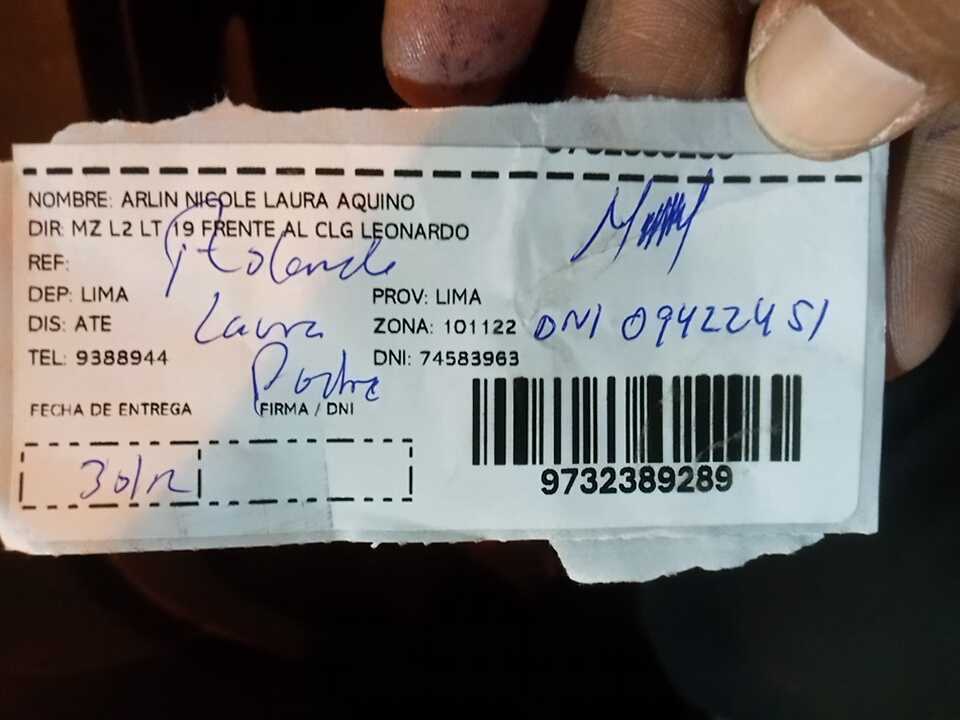 NOMBRE: ARLIN NICOLE LAURA AQUINO
DIR: MZ L2 LT 19 FRENTE AL CLG LEONARDO
REF:
Rolando
DEP: LIMA
PROV: LIMA
Laura
DIS: ATE
ZONA: 101122
DNI 09422451
TEL: 9388944
DNI: 74583963
Padre
FECHA DE ENTREGA
FIRMA / DNI
30/12
9732389289